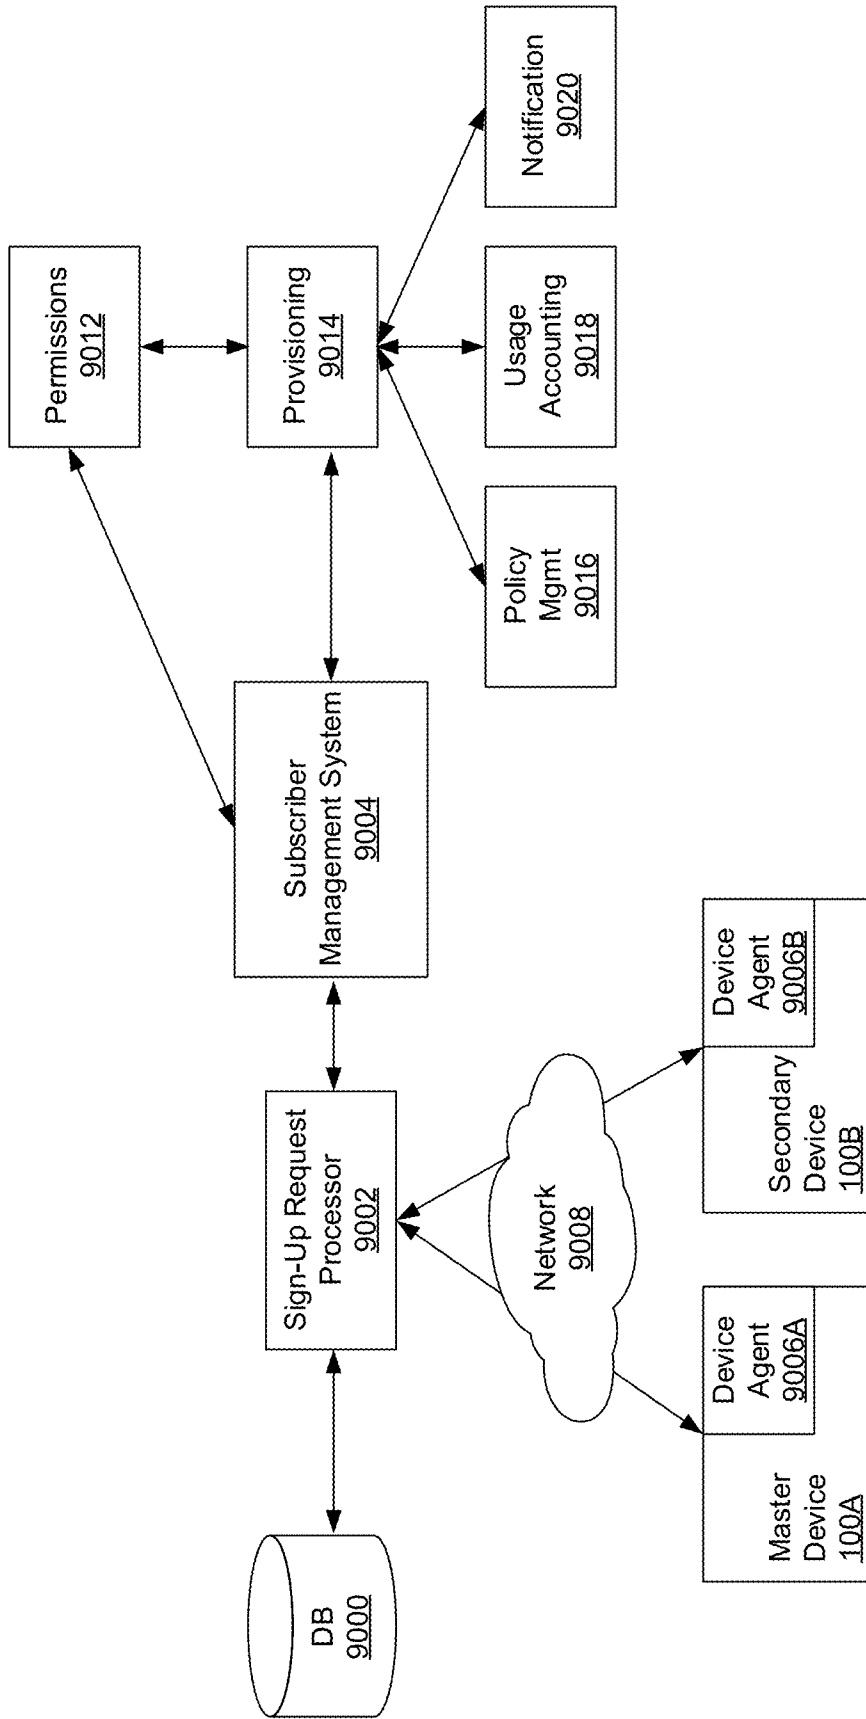 Permissions
9012
DB
9000
Sign-Up Request
Processor
9002
Subscriber
Management System
9004
Provisioning
9014
Network
9008
Policy
Mgmt
9016
Usage
Accounting
9018
Notification
9020
Device
Agent
9006A
Master
Device
100A
Device
Agent
9006B
Secondary
Device
100B